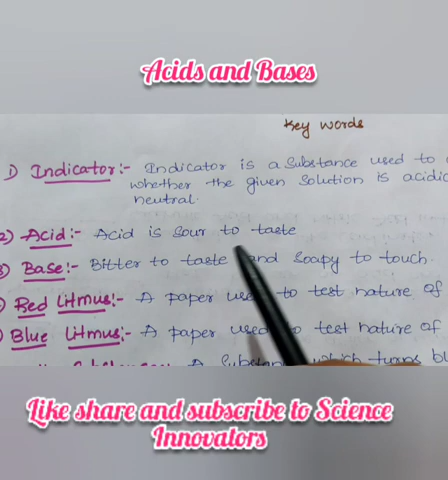 Acids and Bases
Key words
1) Indicator:- Indicator is a substance used to
whether the given solution is acidic
neutral.
2) Acid:- Acid is sour to taste
Base:- Bitter to taste and soapy to touch.
Red Litmus:- A paper used to test nature of
Blue Litmus:- A paper used to test nature of
A substance which turns
Like share and subscribe to Science
Innovators